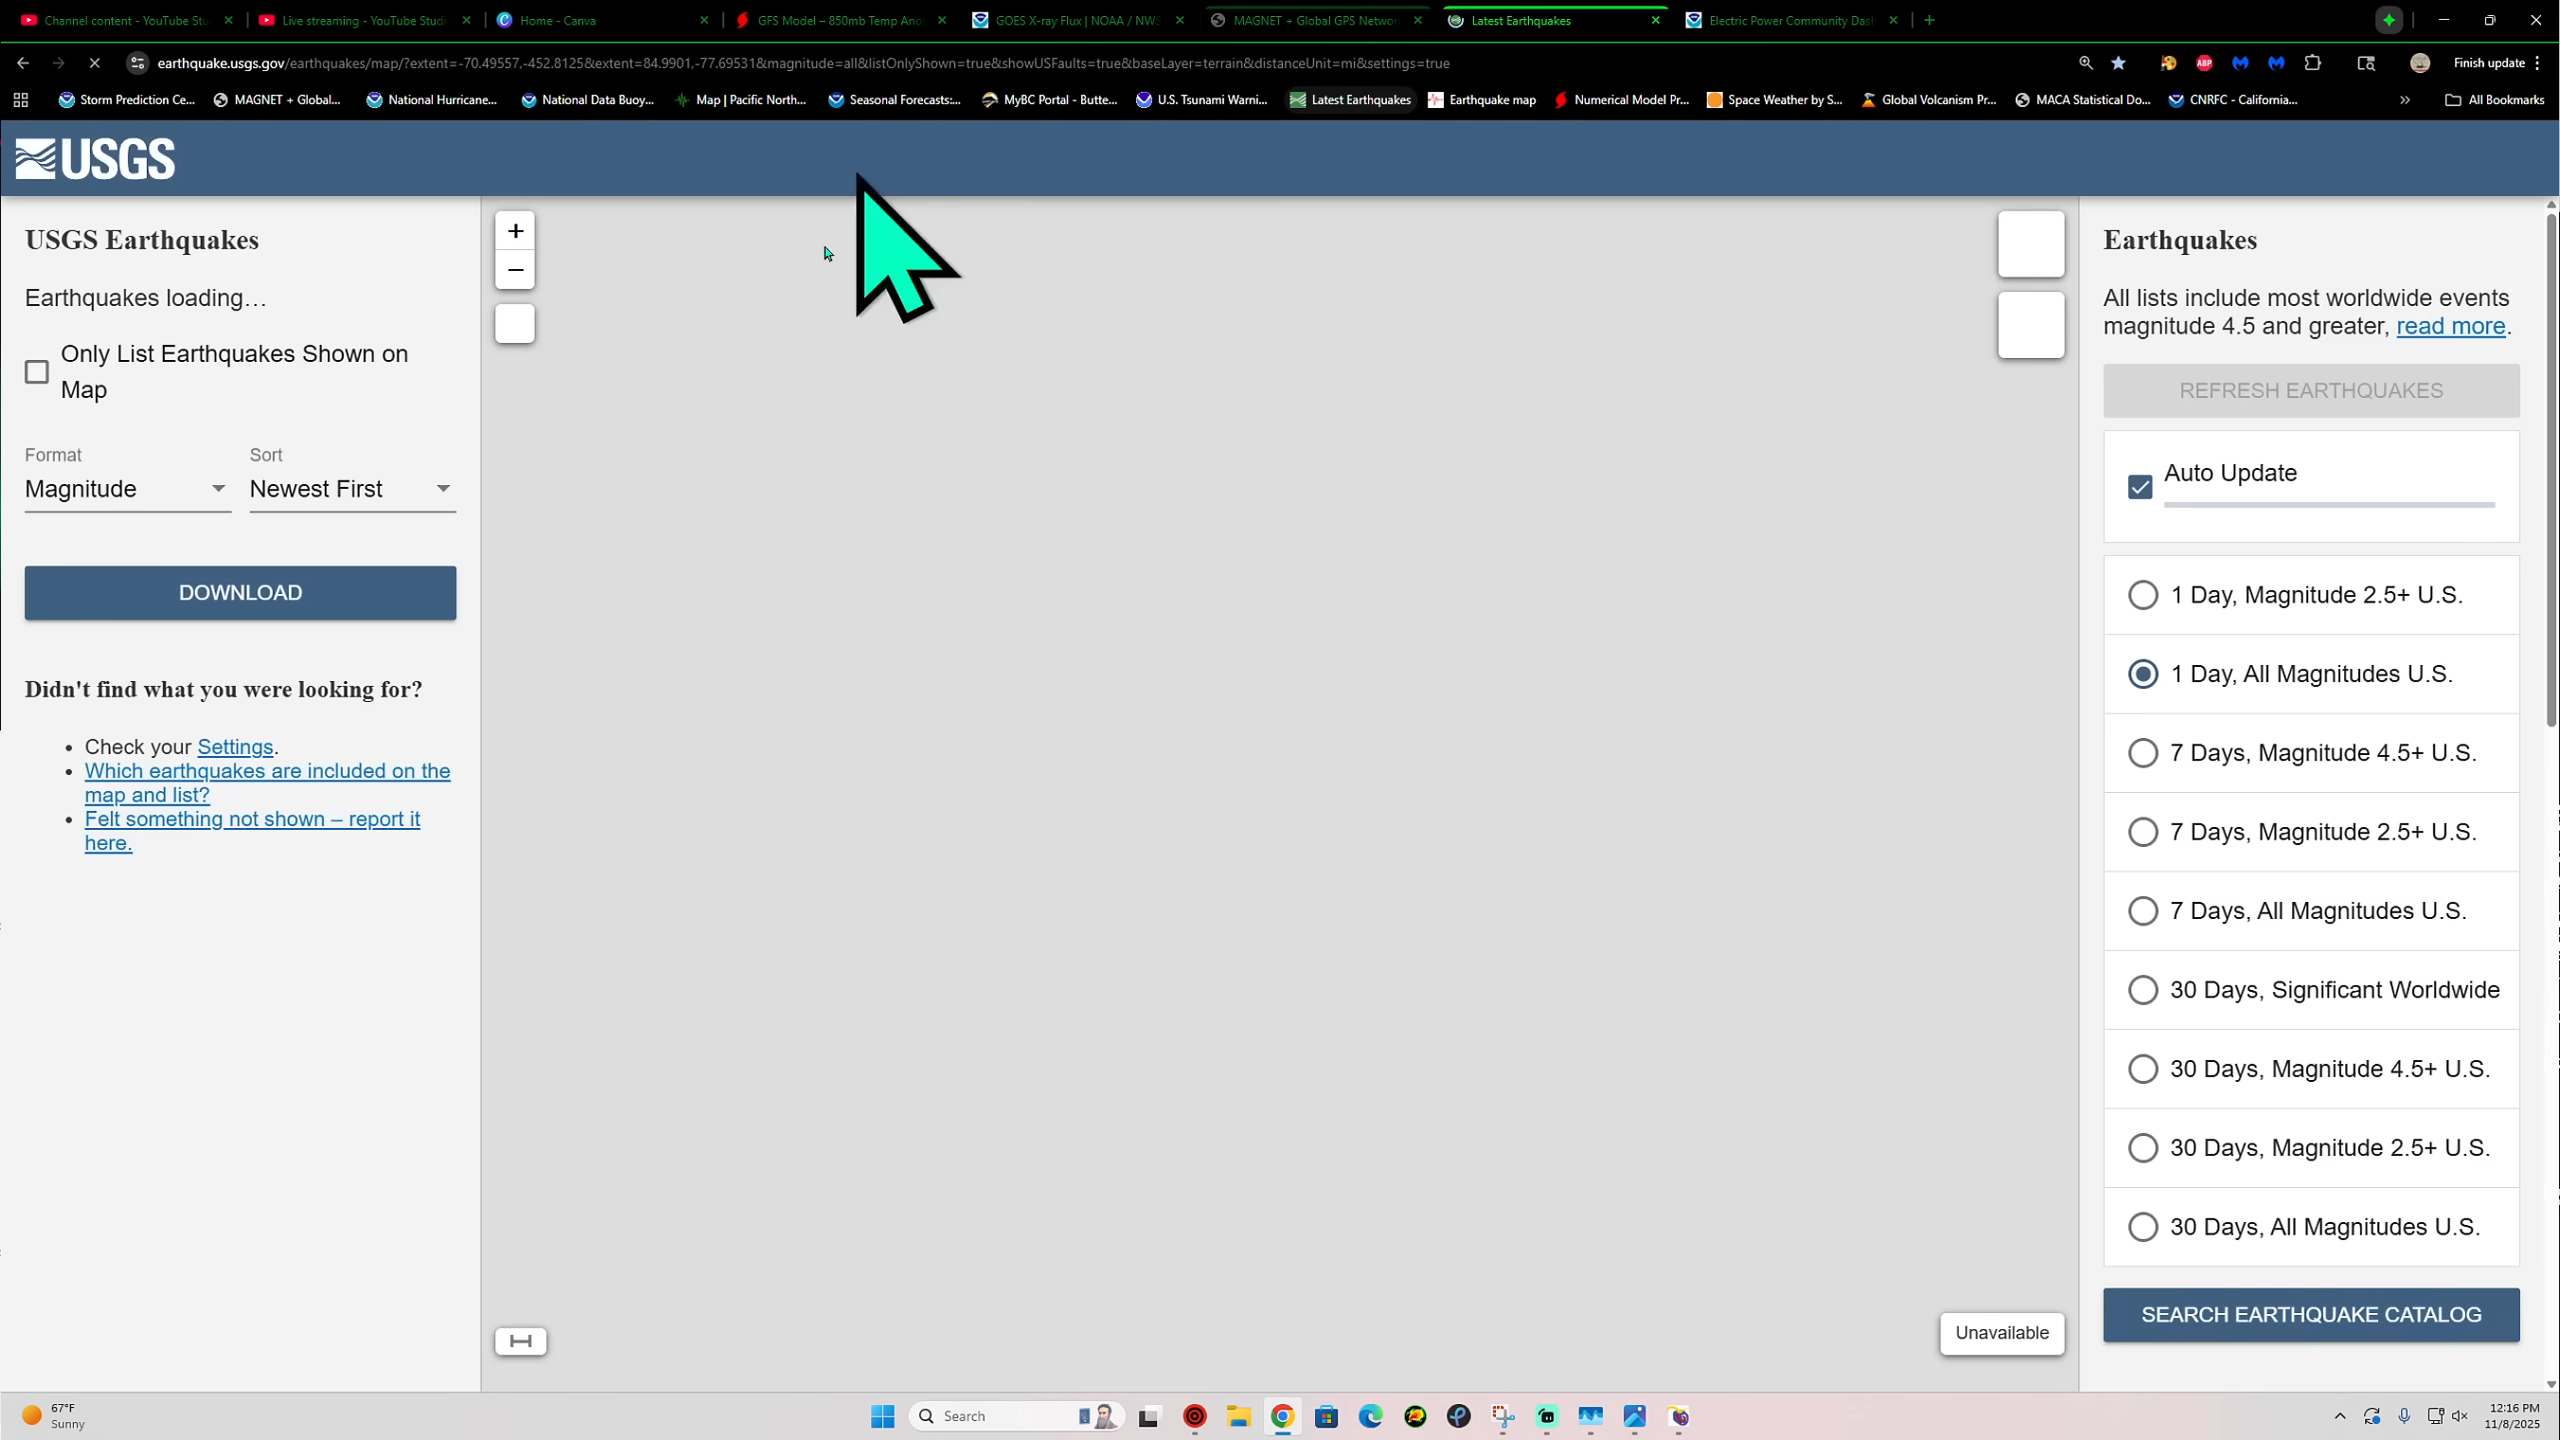 Channel content - YouTube Stu
Live streaming - YouTube Studi
Home - Canva
GFS Model – 850mb Temp Ano
GOES X-ray Flux | NOAA / NWS
MAGNET + Global GPS Networ
Latest Earthquakes
Electric Power Community Das
earthquake.usgs.gov/earthquakes/map/?extent=-70.49557,-452.8125&extent=84.9901,-77.69531&magnitude=all&listOnlyShown=true&showUSFaults=true&baseLayer=terrain&distanceUnit=mi&settings=true
ABP
Finish update
Storm Prediction Ce...
MAGNET + Global...
National Hurricane...
National Data Buoy...
Map | Pacific North...
Seasonal Forecasts:...
MyBC Portal - Butte...
U.S. Tsunami Warni...
Latest Earthquakes
Earthquake map
Numerical Model Pr...
Space Weather by S...
Global Volcanism Pr...
MACA Statistical Do...
CNRFC - California...
All Bookmarks
USGS
USGS Earthquakes
Earthquakes loading…
Only List Earthquakes Shown on
Map
Format
Sort
Magnitude
Newest First
DOWNLOAD
Didn't find what you were looking for?
Check your Settings.
Which earthquakes are included on the
map and list?
Felt something not shown – report it
here.
+
−
Unavailable
Earthquakes
All lists include most worldwide events
magnitude 4.5 and greater, read more.
REFRESH EARTHQUAKES
Auto Update
1 Day, Magnitude 2.5+ U.S.
1 Day, All Magnitudes U.S.
7 Days, Magnitude 4.5+ U.S.
7 Days, Magnitude 2.5+ U.S.
7 Days, All Magnitudes U.S.
30 Days, Significant Worldwide
30 Days, Magnitude 4.5+ U.S.
30 Days, Magnitude 2.5+ U.S.
30 Days, All Magnitudes U.S.
SEARCH EARTHQUAKE CATALOG
67°F
Sunny
Search
12:16 PM
11/8/2025